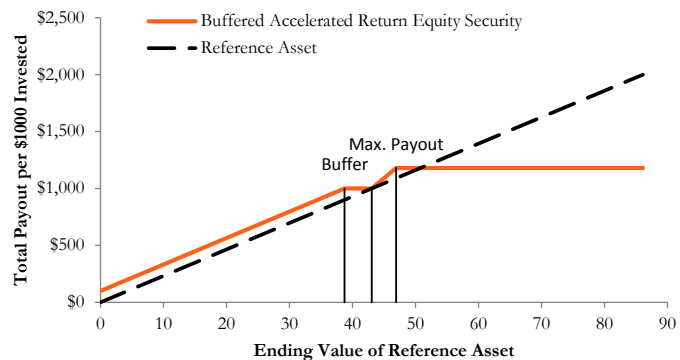 $2,500
Buffered Accelerated Return Equity Security
Reference Asset
$2,000
$1,500
Max. Payout
Buffer
$1,000
$500
$0
Total Payout per $1000 Invested
0 10 20 30 40 50 60 70 80 90
Ending Value of Reference Asset